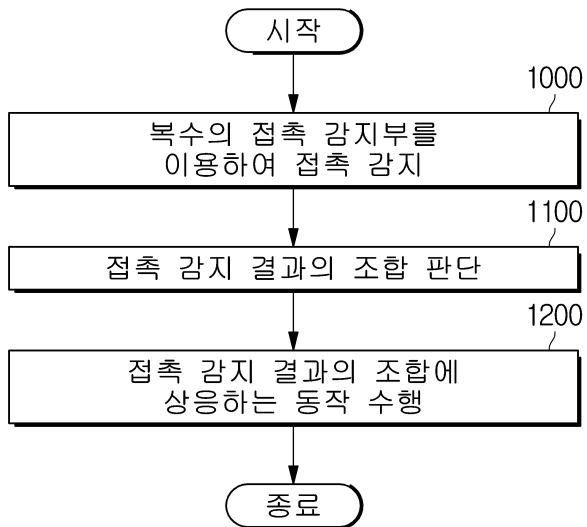 시작
1000
복수의 접촉 감지부를
이용하여 접촉 감지
1100
접촉 감지 결과의 조합 판단
1200
접촉 감지 결과의 조합에
상응하는 동작 수행
종료